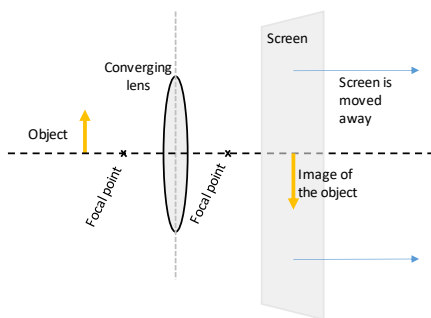 Screen
Converging
lens
Screen is
moved
away
Object
Image of
the object
Focal point
Focal point